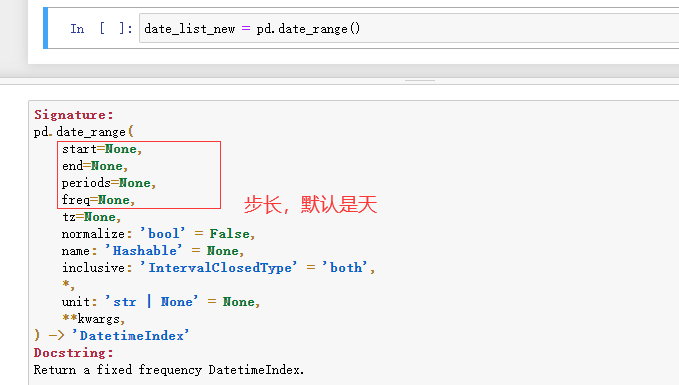 In [ ]: date_list_new = pd.date_range()
Signature:
pd.date_range(
start=None,
end=None,
periods=None,
freq=None,
步长，默认是天
tz=None,
normalize: 'bool' = False,
name: 'Hashable' = None,
inclusive: 'IntervalClosedType' = 'both',
*,
unit: 'str | None' = None,
**kwargs,
) -> 'DatetimeIndex'
Docstring:
Return a fixed frequency DatetimeIndex.